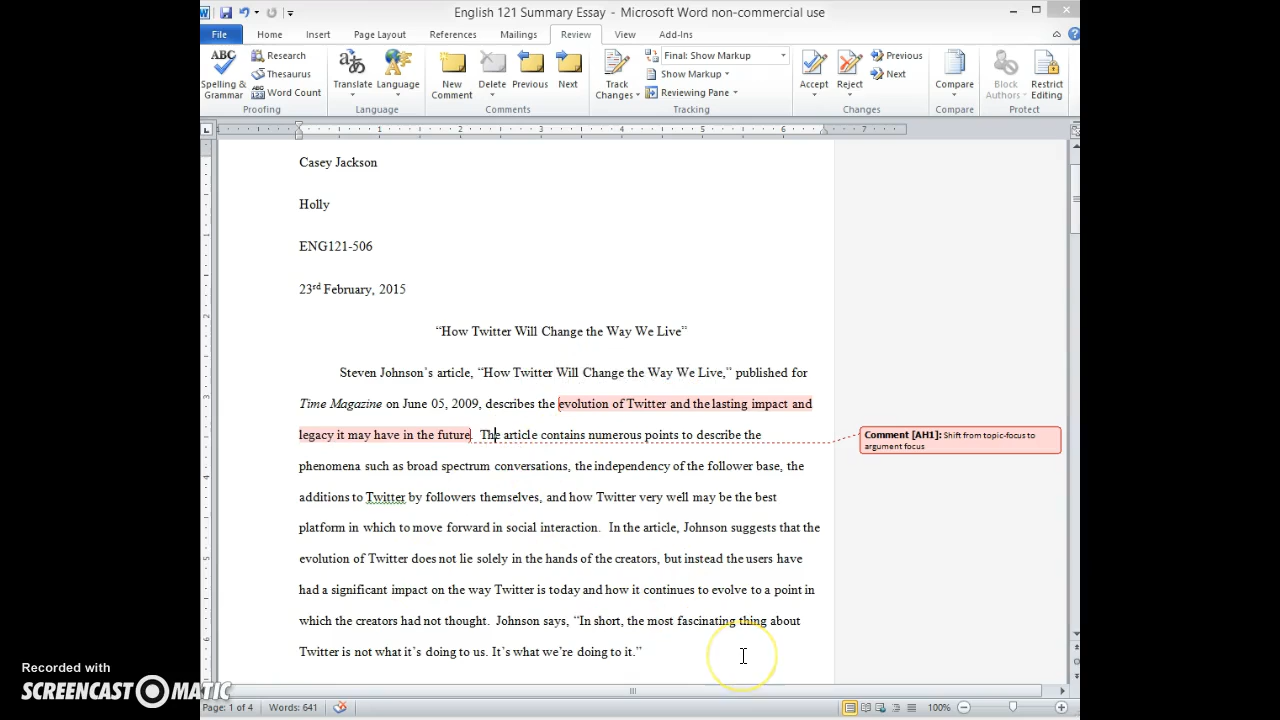 English 121 Summary Essay - Microsoft Word non-commercial use
File Home Insert Page Layout References Mailings Review View Add-Ins
ABC Spelling & Grammar
Research
Thesaurus
ABC 123 Word Count
Proofing
Translate
Language
Language
New Comment
Delete
Previous
Next
Comments
Track Changes
Final: Show Markup
Show Markup
Reviewing Pane
Tracking
Accept
Reject
Previous
Next
Changes
Compare
Compare
Block Authors
Restrict Editing
Protect
1 1 2 3 4 5 6 7
Casey Jackson
Holly
ENG121-506
23rd February, 2015
“How Twitter Will Change the Way We Live”
Steven Johnson’s article, “How Twitter Will Change the Way We Live,” published for
Time Magazine on June 05, 2009, describes the evolution of Twitter and the lasting impact and
legacy it may have in the future. The article contains numerous points to describe the
phenomena such as broad spectrum conversations, the independency of the follower base, the
additions to Twitter by followers themselves, and how Twitter very well may be the best
platform in which to move forward in social interaction. In the article, Johnson suggests that the
evolution of Twitter does not lie solely in the hands of the creators, but instead the users have
had a significant impact on the way Twitter is today and how it continues to evolve to a point in
which the creators had not thought. Johnson says, “In short, the most fascinating thing about
Twitter is not what it’s doing to us. It’s what we’re doing to it.”
Comment [AH1]: Shift from topic-focus to
argument focus
Page: 1 of 4 Words: 641 100%
Recorded with
SCREENCAST MATIC